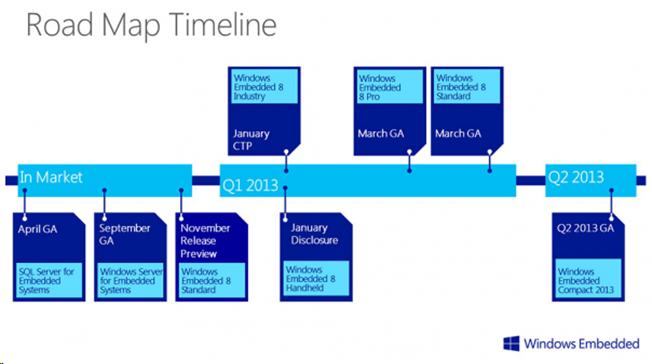 Road Map Timeline
Windows
Embedded 8
Industry
January
CTP
Windows
Embedded
8 Pro
March GA
Windows
Embedded 8
Standard
March GA
In Market
Q1 2013
Q2 2013
April GA
SQL Server for
Embedded
Systems
September
GA
Windows Server
for Embedded
Systems
November
Release
Preview
Windows
Embedded 8
Standard
January
Disclosure
Windows
Embedded 8
Handheld
Q2 2013 GA
Windows
Embedded
Compact 2013
Windows Embedded